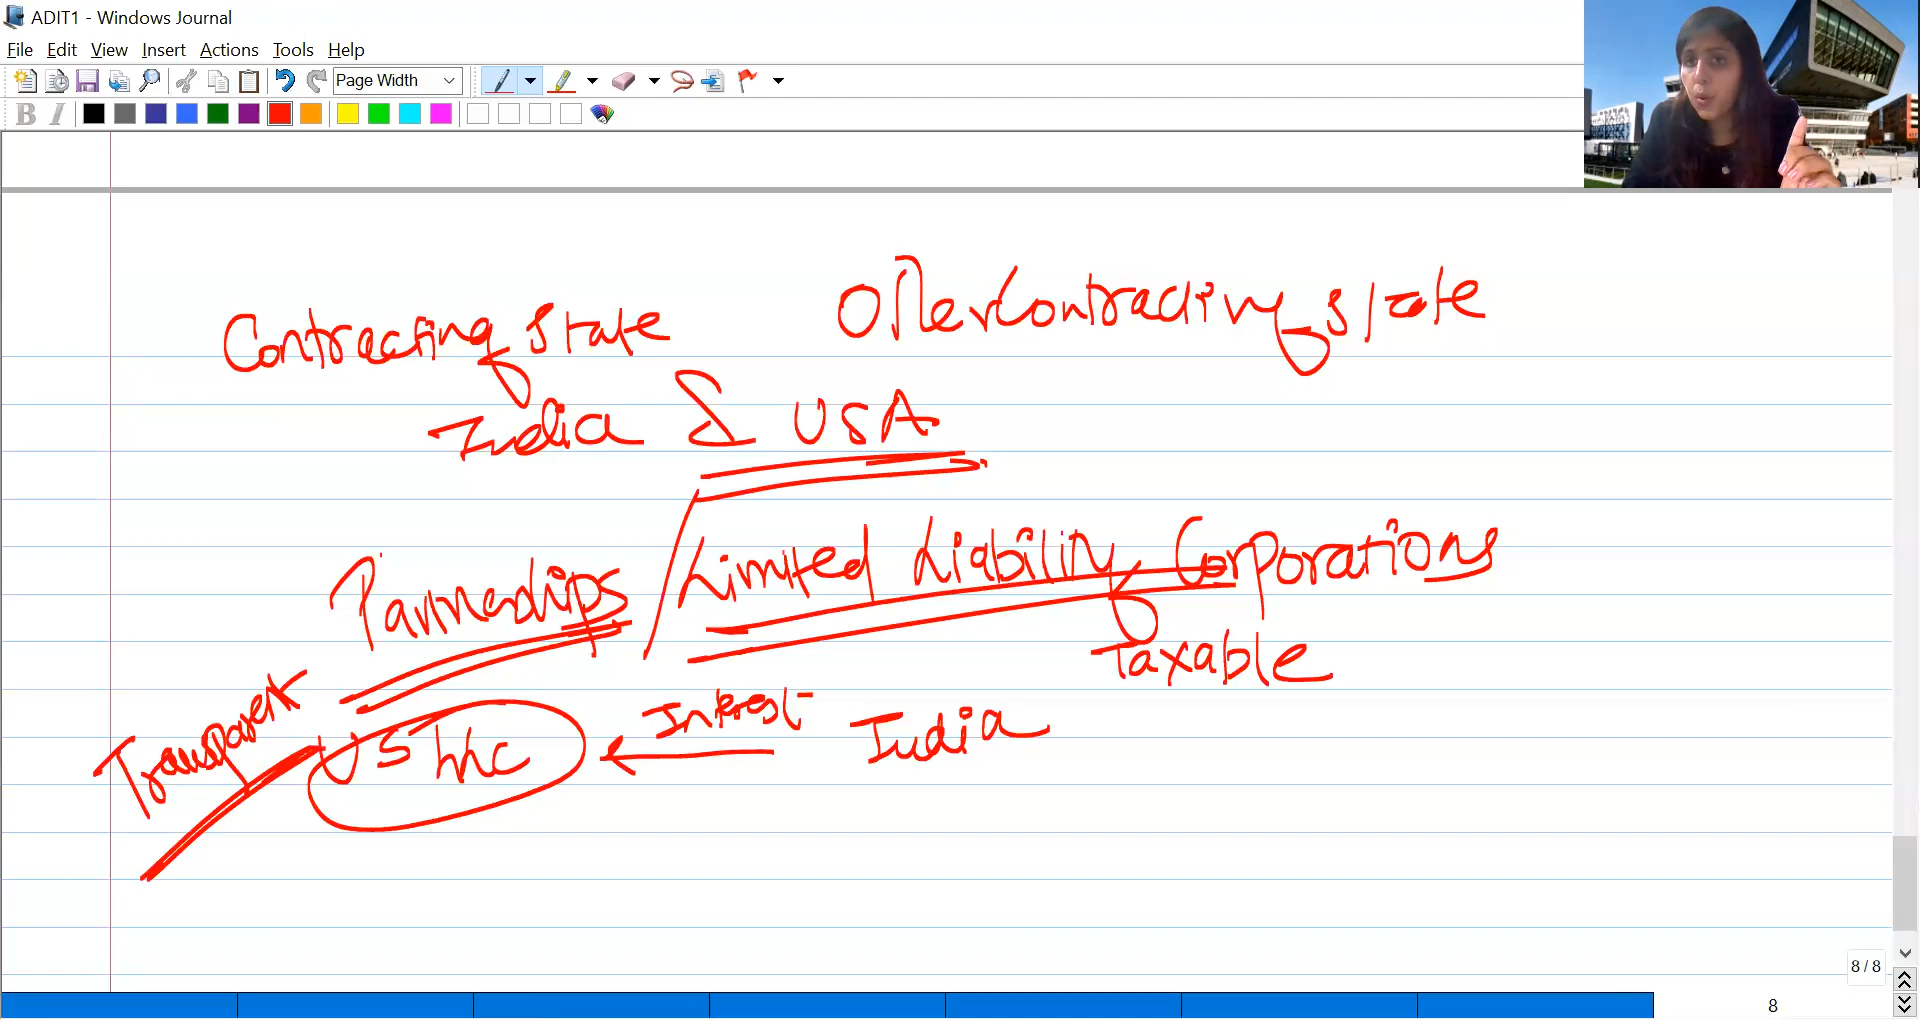 ADIT1 - Windows Journal
File Edit View Insert Actions Tools Help
Page Width
B I
Contracting State Other Contracting State
India & USA
Partnerships / Limited Liability Corporations
Transparent Taxable
US LLC Interest India
8 / 8
8